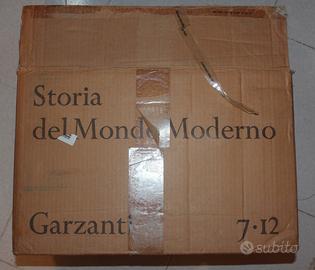 Storia
del Mondo Moderno
Garzanti 7·12
subito